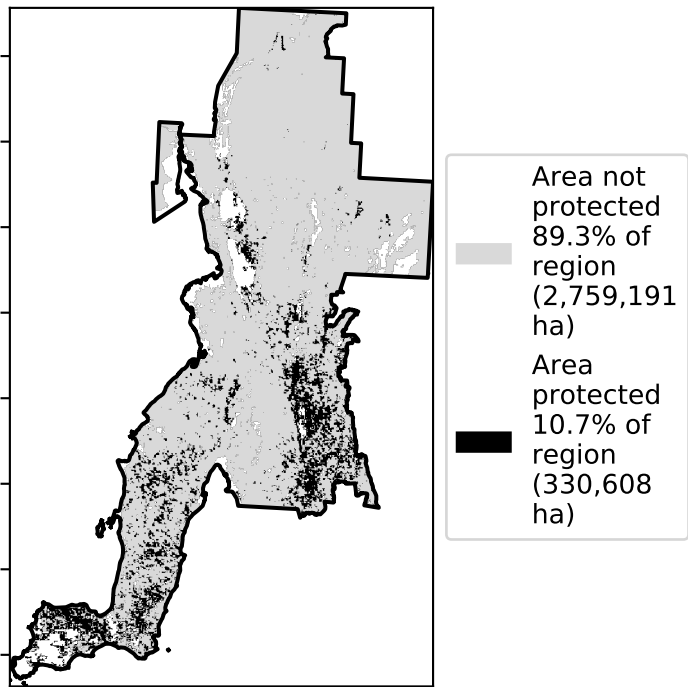 Area not
protected
89.3% of
region
(2,759,191
ha)
Area
protected
10.7% of
region
(330,608
ha)